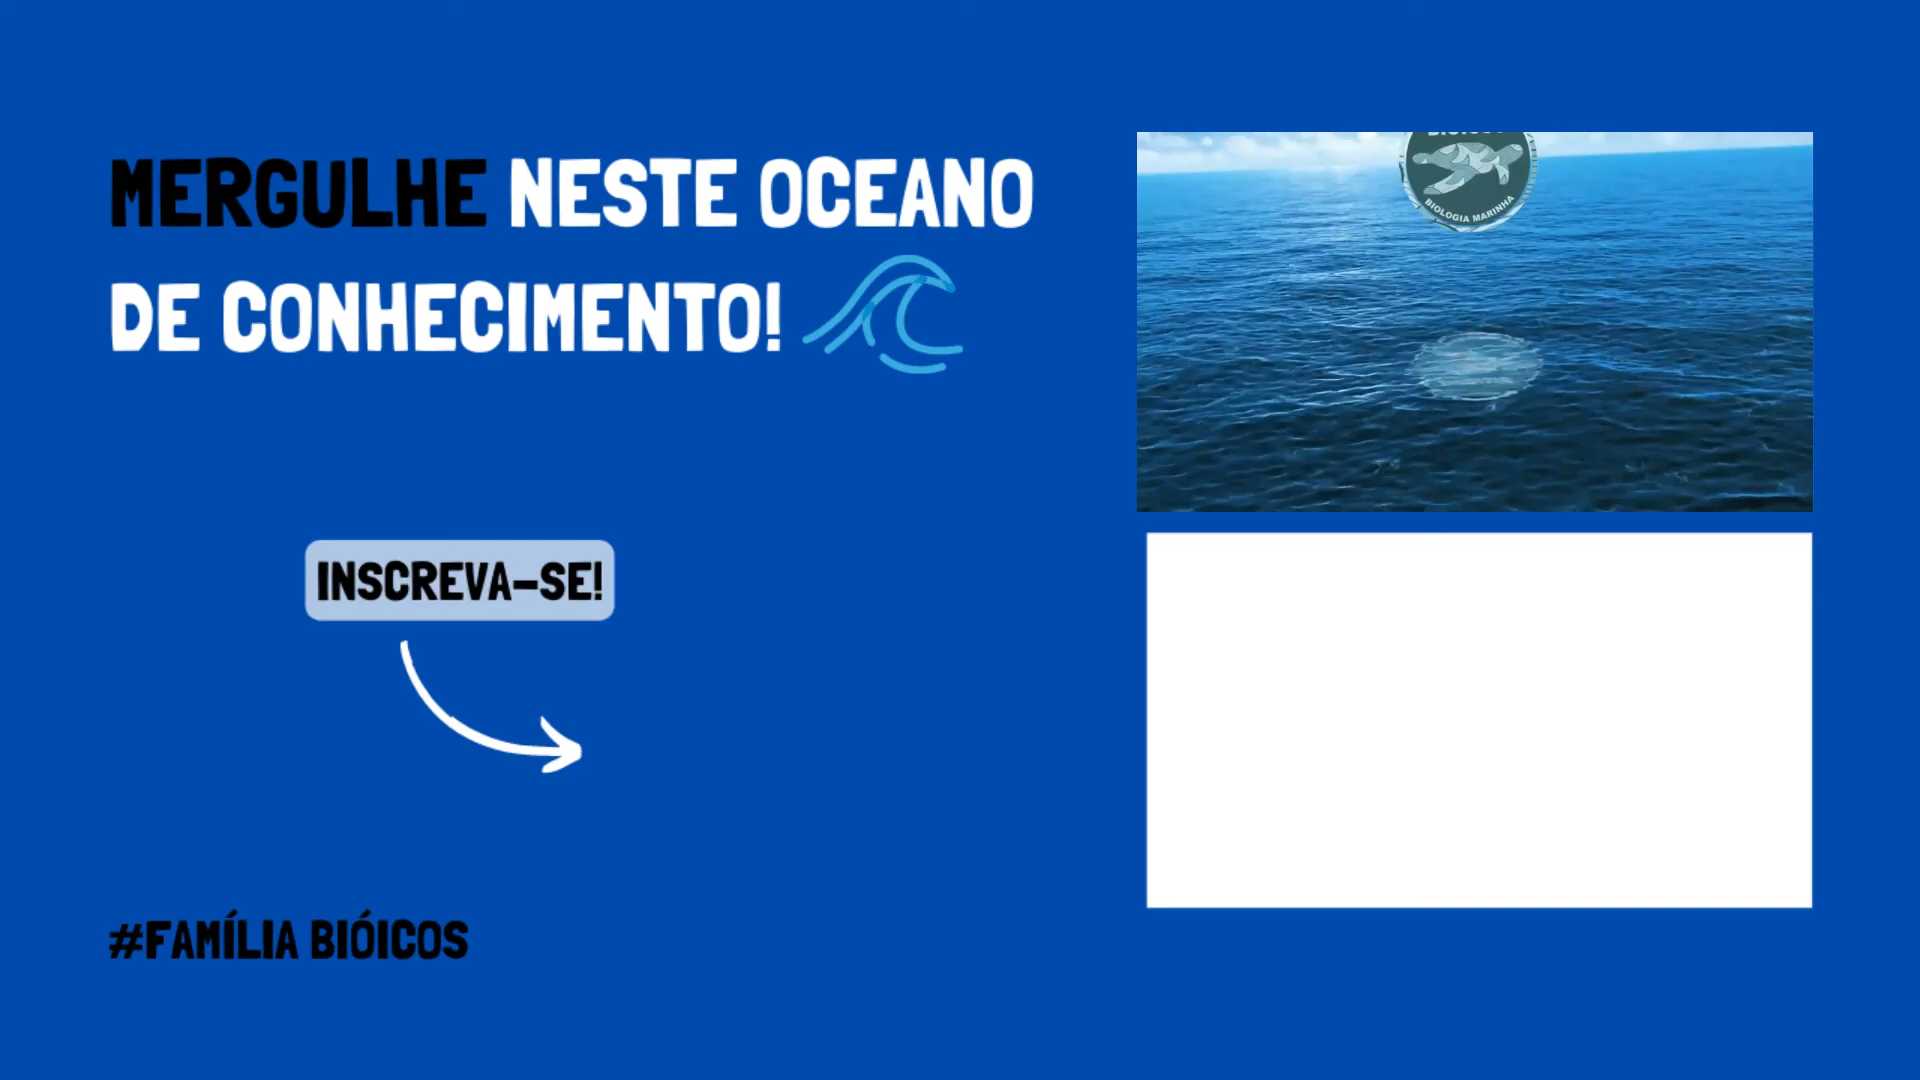 MERGULHE NESTE OCEANO
DE CONHECIMENTO!
BIOLOGIA MARINHA
INSCREVA-SE!
#FAMÍLIA BIÓICOS